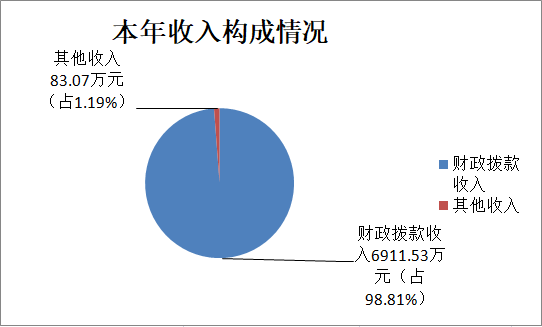 本年收入构成情况
其他收入
83.07万元
（占1.19%）
财政拨款
收入
其他收入
财政拨款收
入6911.53万
元（占
98.81%）